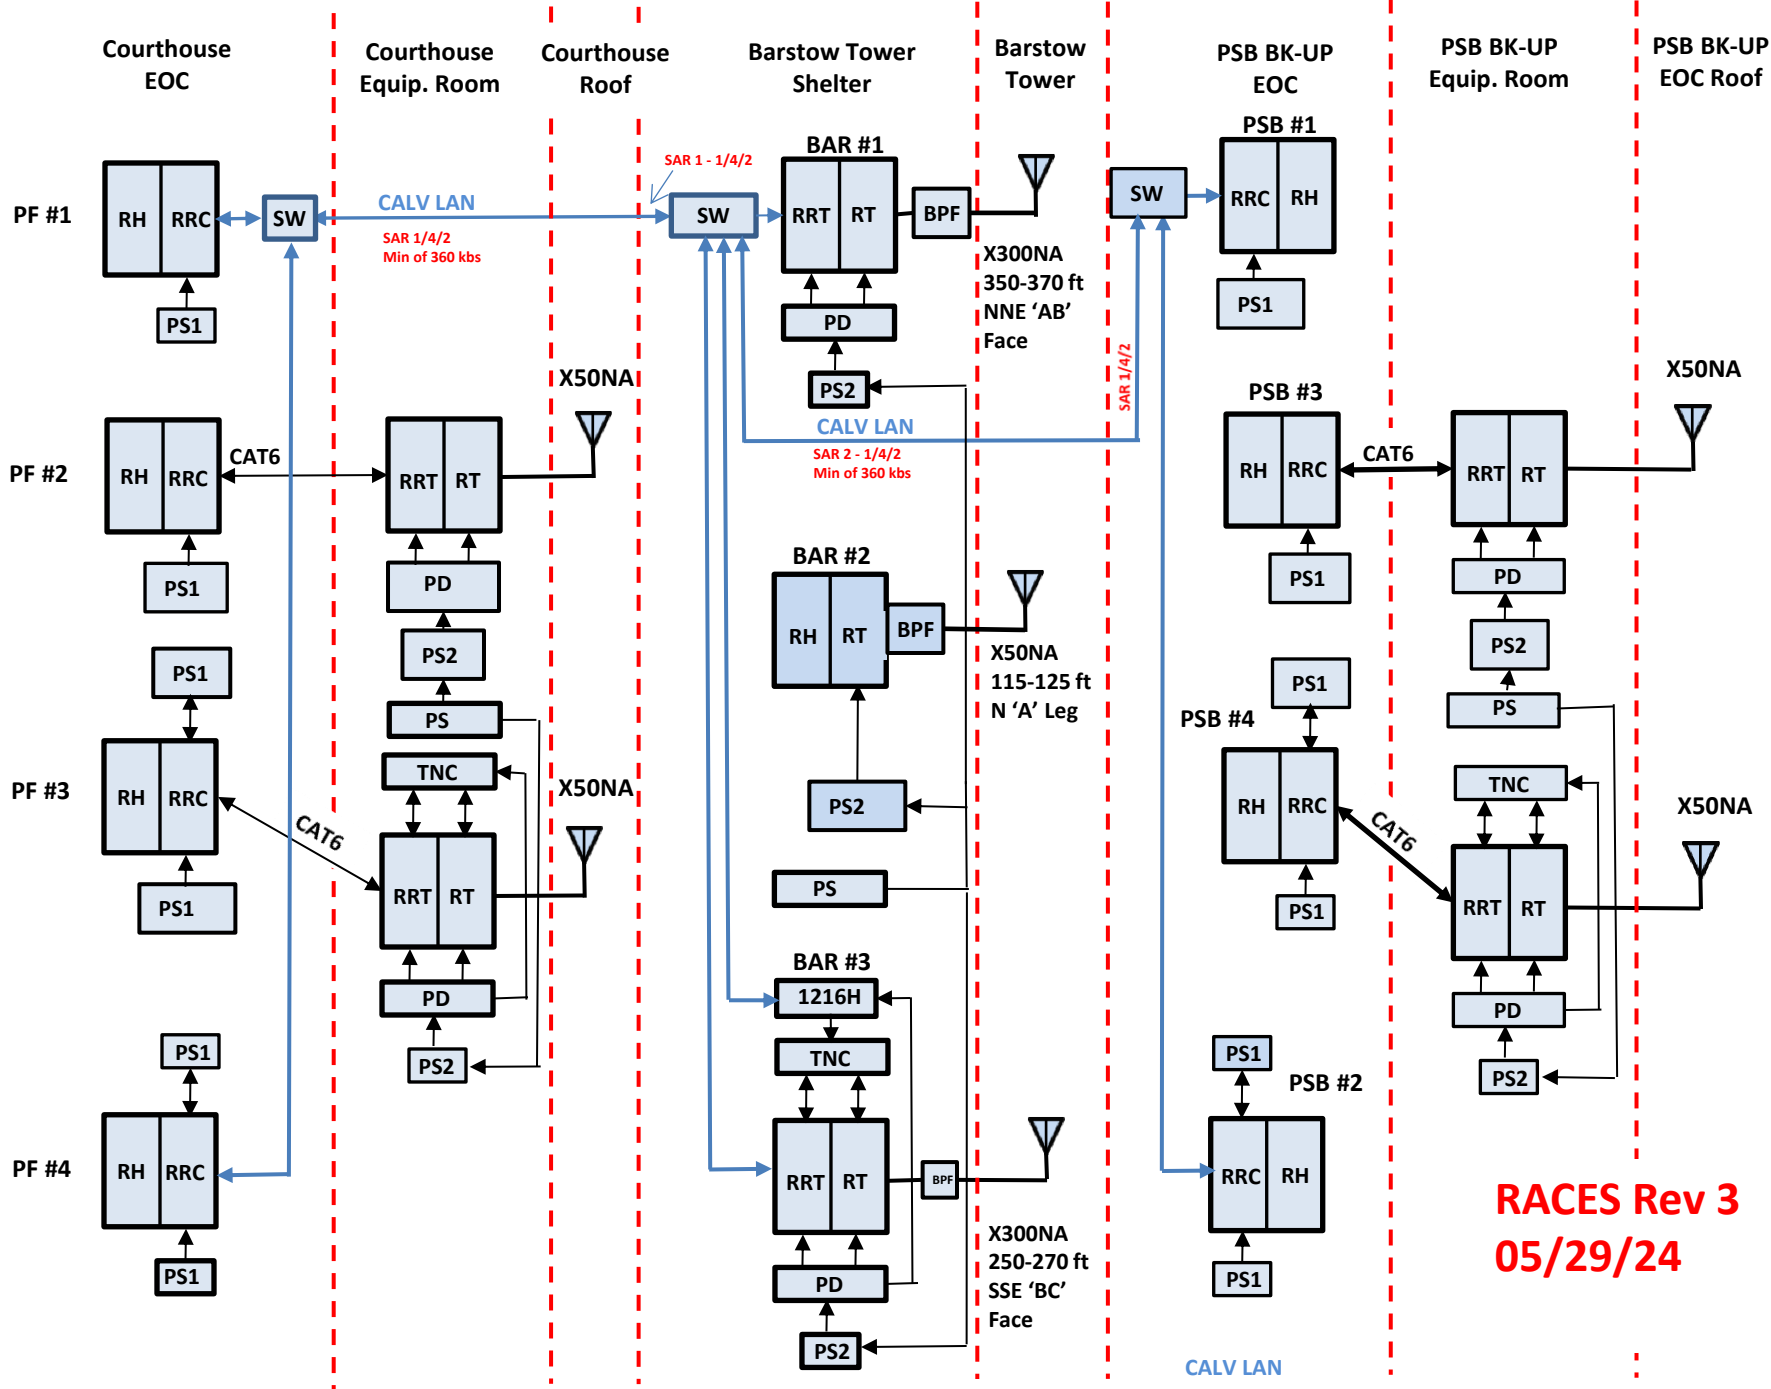 Courthouse
EOC
Courthouse
Equip. Room
Courthouse
Roof
Barstow Tower
Shelter
Barstow
Tower
PSB BK-UP
EOC
PSB BK-UP
Equip. Room
PSB BK-UP
EOC Roof
PF #1
RH
RRC
SW
PS1
CALV LAN
SAR 1/4/2
Min of 360 kbs
SAR 1 - 1/4/2
SW
BAR #1
RRT
RT
BPF
PD
PS2
X300NA
350-370 ft
NNE ‘AB’
Face
SW
SAR 1/4/2
PSB #1
RRC
RH
PS1
CALV LAN
SAR 2 - 1/4/2
Min of 360 kbs
PF #2
RH
RRC
CAT6
PS1
RRT
RT
X50NA
PD
PS2
PS
BAR #2
RH
RT
BPF
PS2
X50NA
115-125 ft
N ‘A’ Leg
PS
PSB #3
RH
RRC
CAT6
PS1
RRT
RT
X50NA
PD
PS2
PS
PF #3
PS1
RH
RRC
CAT6
PS1
TNC
X50NA
RRT
RT
PD
PS2
PSB #4
PS1
RH
RRC
CAT6
PS1
TNC
X50NA
RRT
RT
PD
PS2
BAR #3
1216H
TNC
RRT
RT
BPF
PD
PS2
X300NA
250-270 ft
SSE ‘BC’
Face
PF #4
PS1
RH
RRC
PS1
PS1
PSB #2
RRC
RH
PS1
CALV LAN
RACES Rev 3
05/29/24